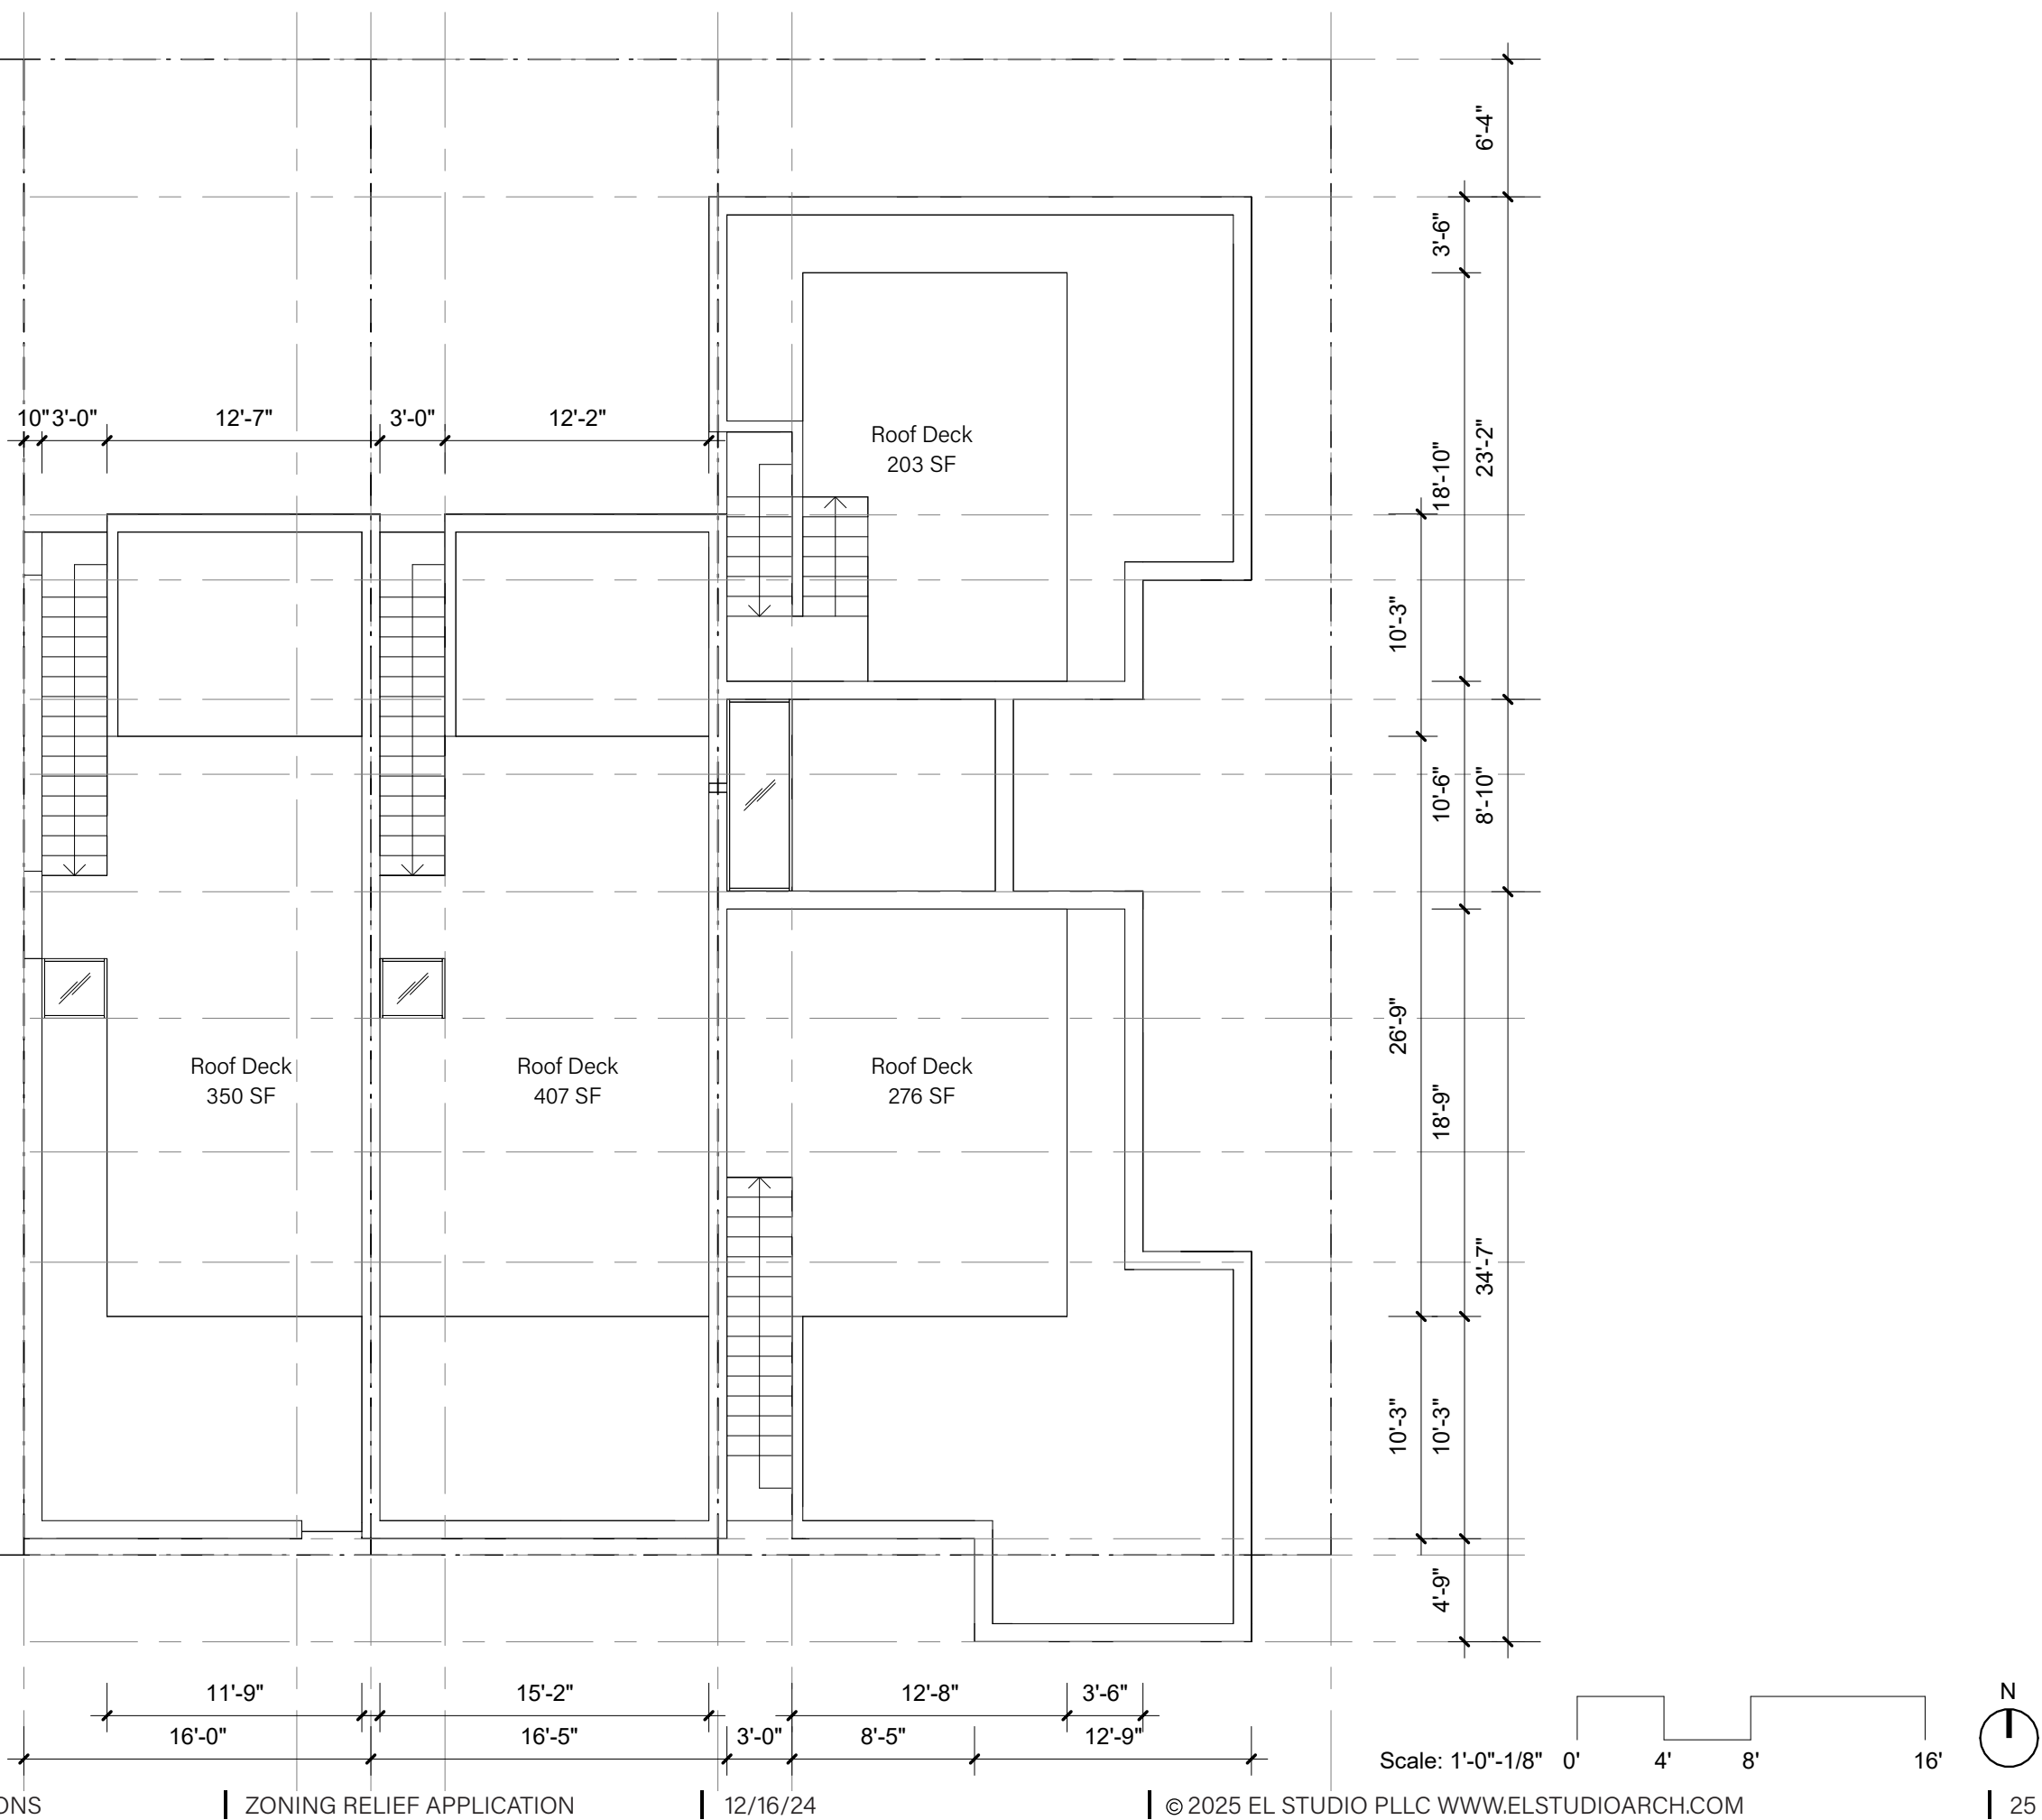 6'-4"
3'-6"
10" 3'-0" 12'-7" 3'-0" 12'-2"
Roof Deck
203 SF
18'-10"
23'-2"
10'-3"
10'-6"
8'-10"
26'-9"
Roof Deck
350 SF
Roof Deck
407 SF
Roof Deck
276 SF
18'-9"
34'-7"
10'-3"
10'-3"
4'-9"
11'-9" 15'-2" 12'-8" 3'-6"
16'-0" 16'-5" 3'-0" 8'-5" 12'-9"
N
Scale: 1'-0"-1/8" 0' 4' 8' 16'
ONS ZONING RELIEF APPLICATION 12/16/24 © 2025 EL STUDIO PLLC WWW.ELSTUDIOARCH.COM 25